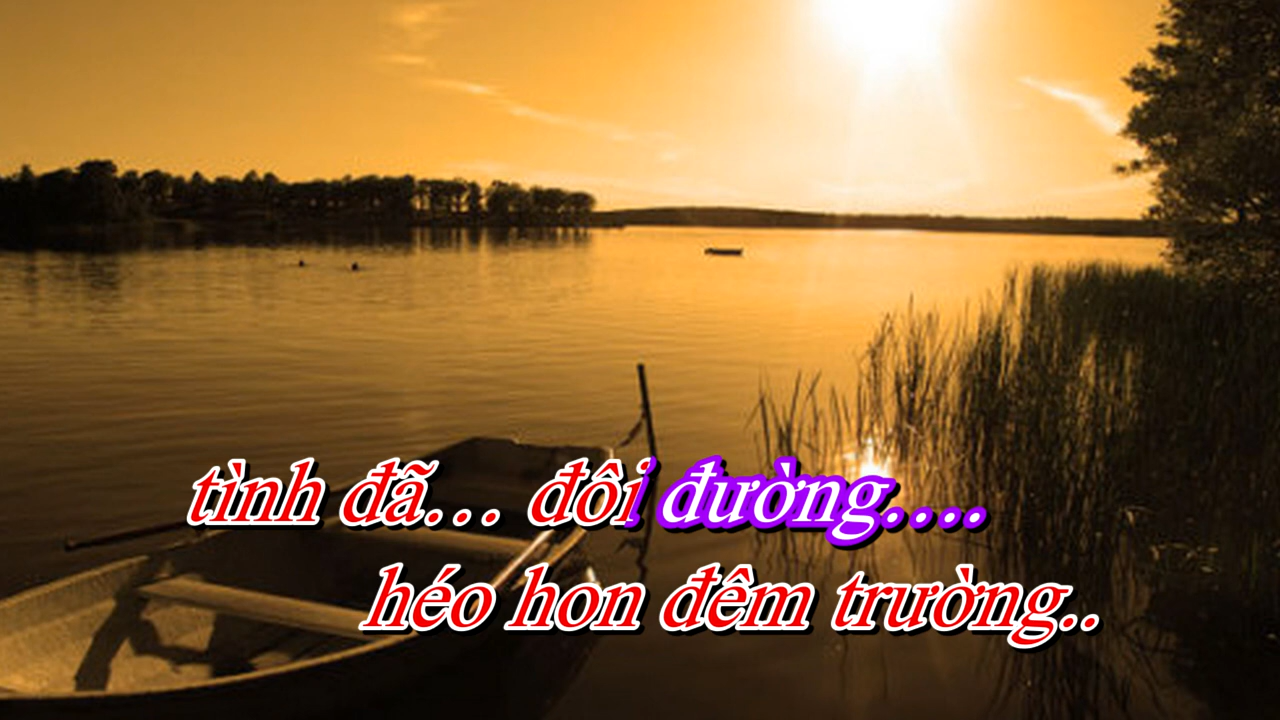 tình đã... đôi đường....
héo hon đêm trường..